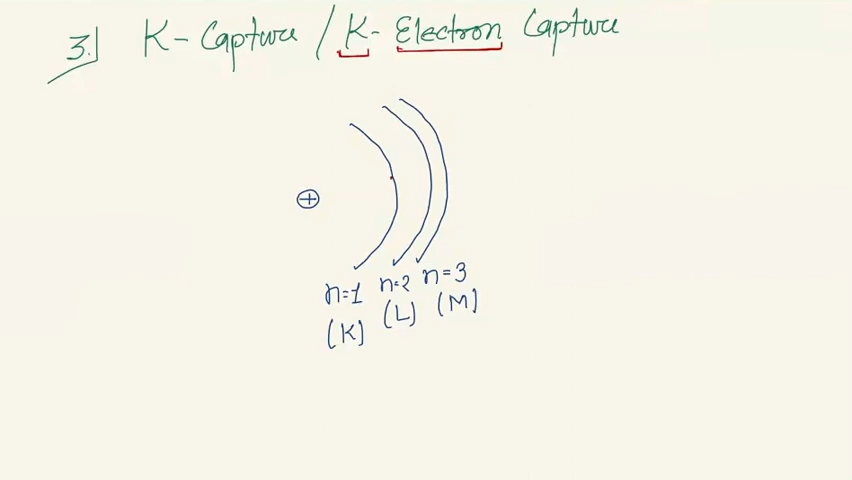 3. K - Capture / K - Electron Capture
+
n=1 n=2 n=3
(K) (L) (M)